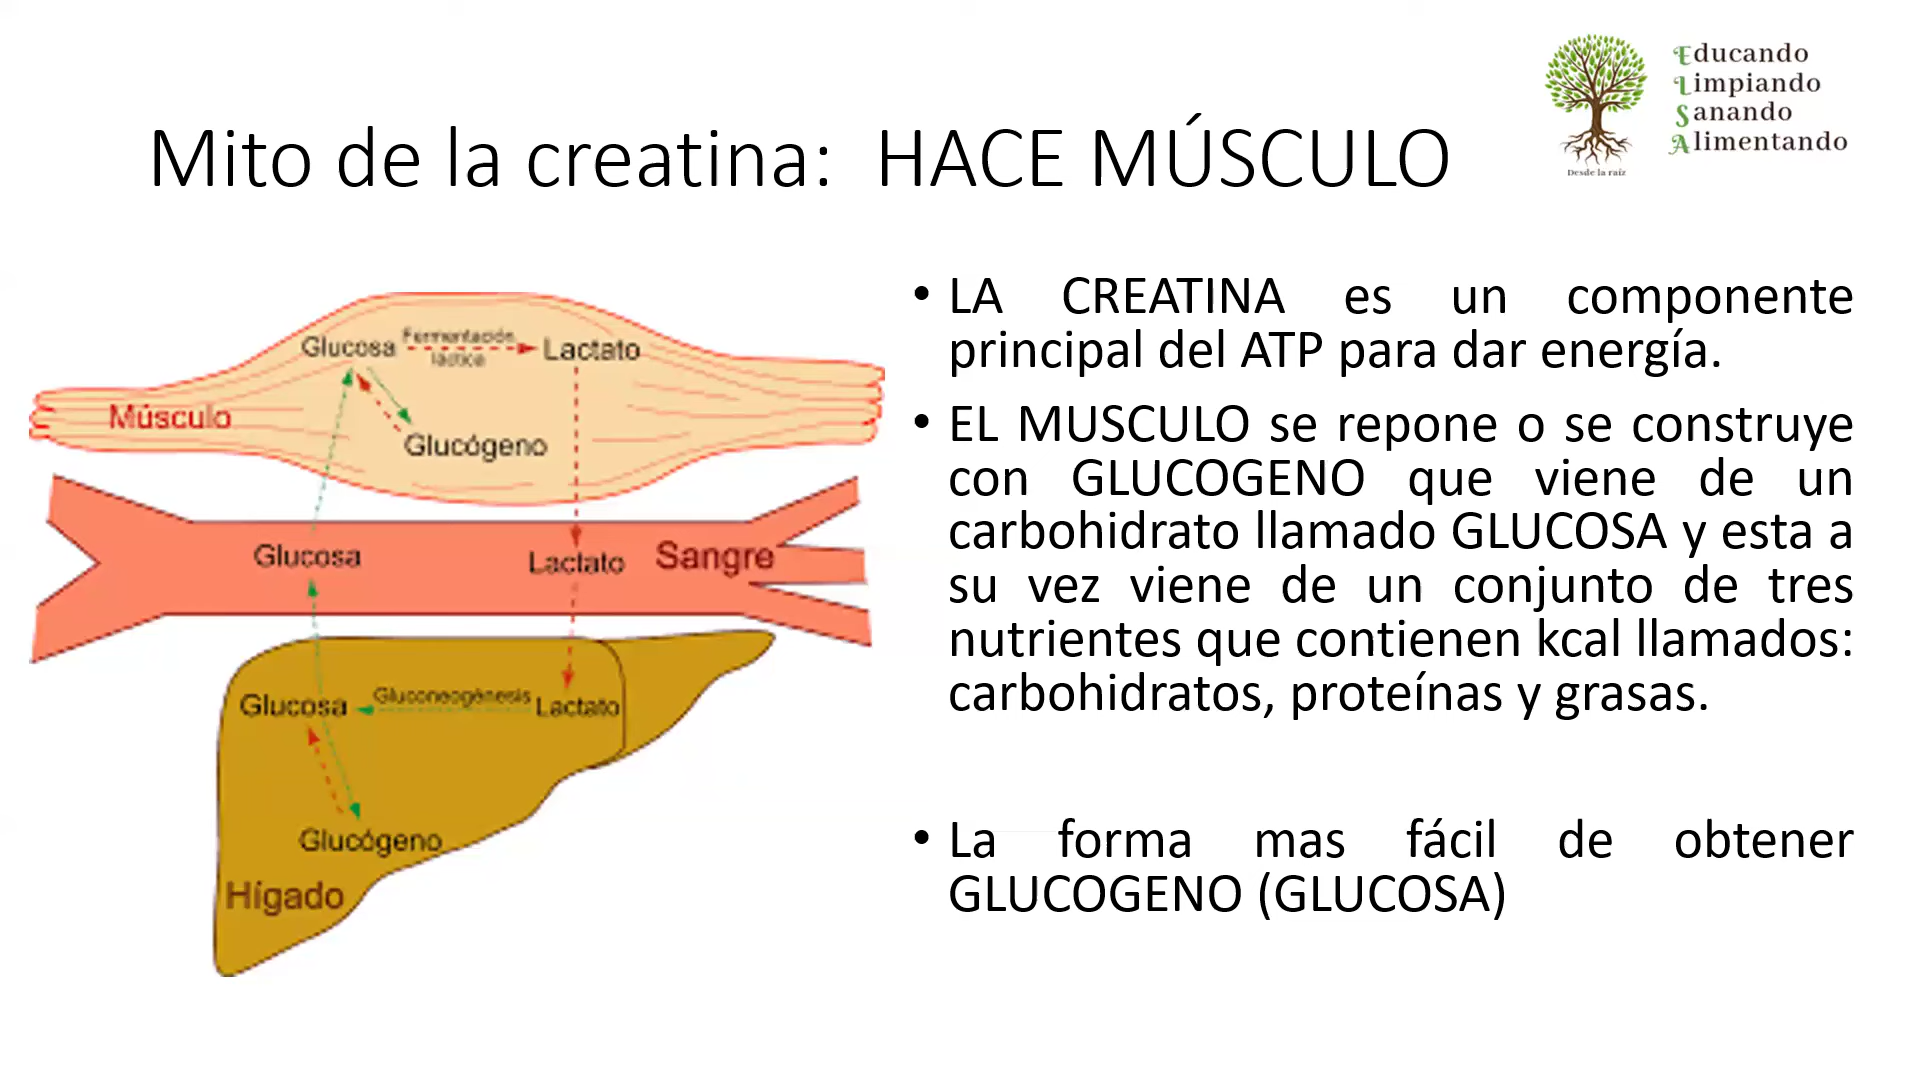 Educando
Limpiando
Sanando
Alimentando
Desde la raíz
Mito de la creatina: HACE MÚSCULO
Glucosa
Fermentación
láctica
Lactato
Músculo
Glucógeno
Glucosa
Lactato
Sangre
Glucosa
Gluconeogénesis
Lactato
Glucógeno
Hígado
• LA CREATINA es un componente
principal del ATP para dar energía.
• EL MUSCULO se repone o se construye
con GLUCOGENO que viene de un
carbohidrato llamado GLUCOSA y esta a
su vez viene de un conjunto de tres
nutrientes que contienen kcal llamados:
carbohidratos, proteínas y grasas.
• La forma mas fácil de obtener
GLUCOGENO (GLUCOSA)